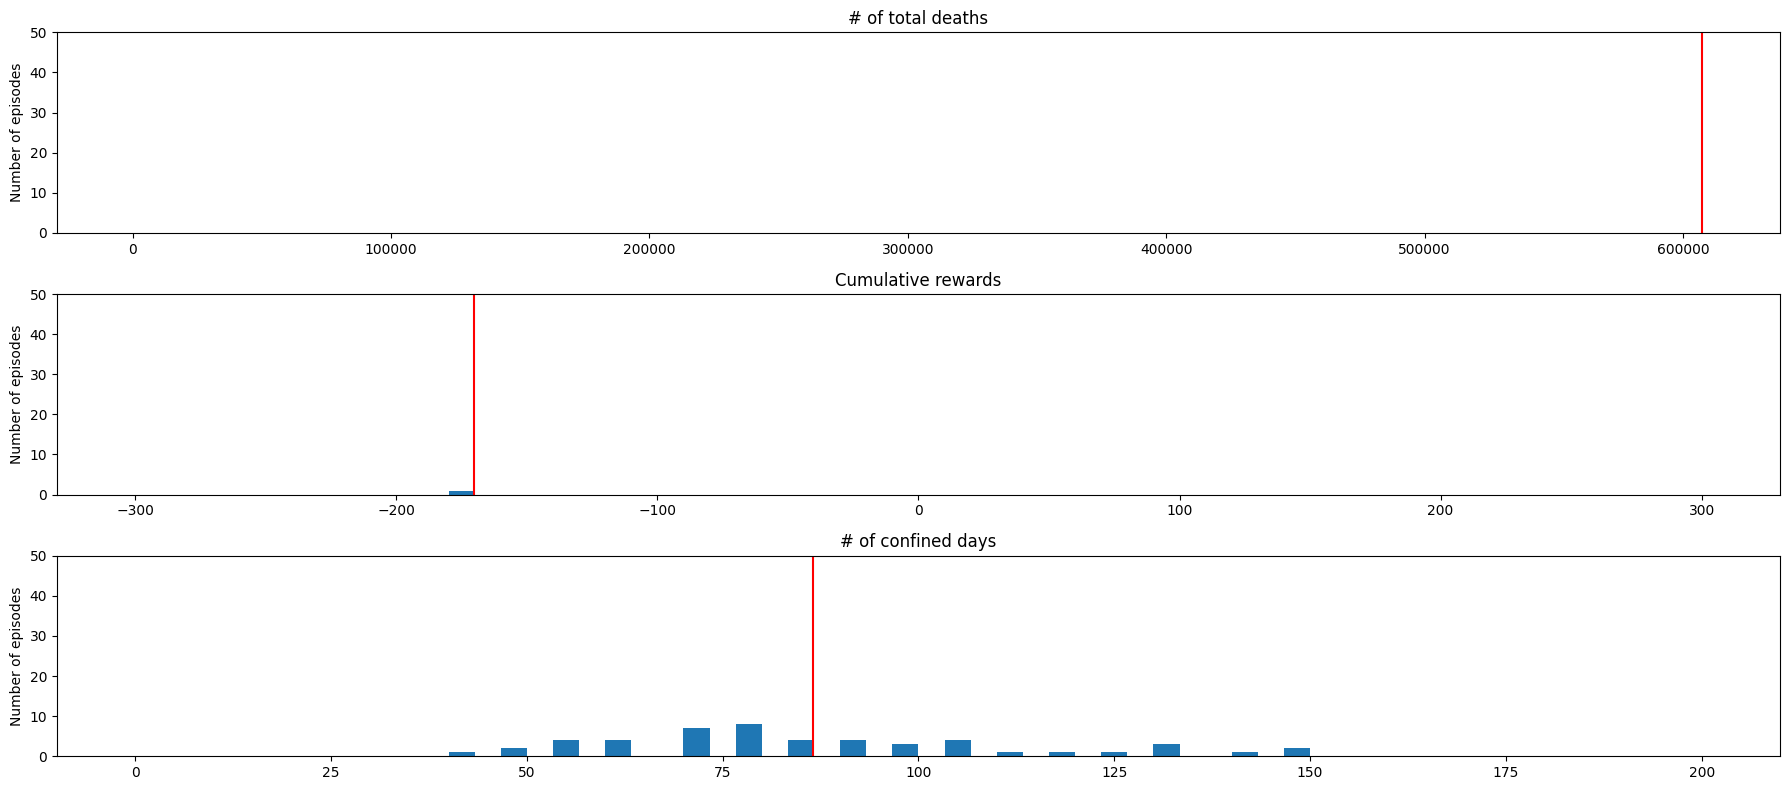 # of total deaths
Number of episodes
50
40
30
20
10
0
0 100000 200000 300000 400000 500000 600000
Cumulative rewards
Number of episodes
50
40
30
20
10
0
−300 −200 −100 0 100 200 300
# of confined days
Number of episodes
50
40
30
20
10
0
0 25 50 75 100 125 150 175 200